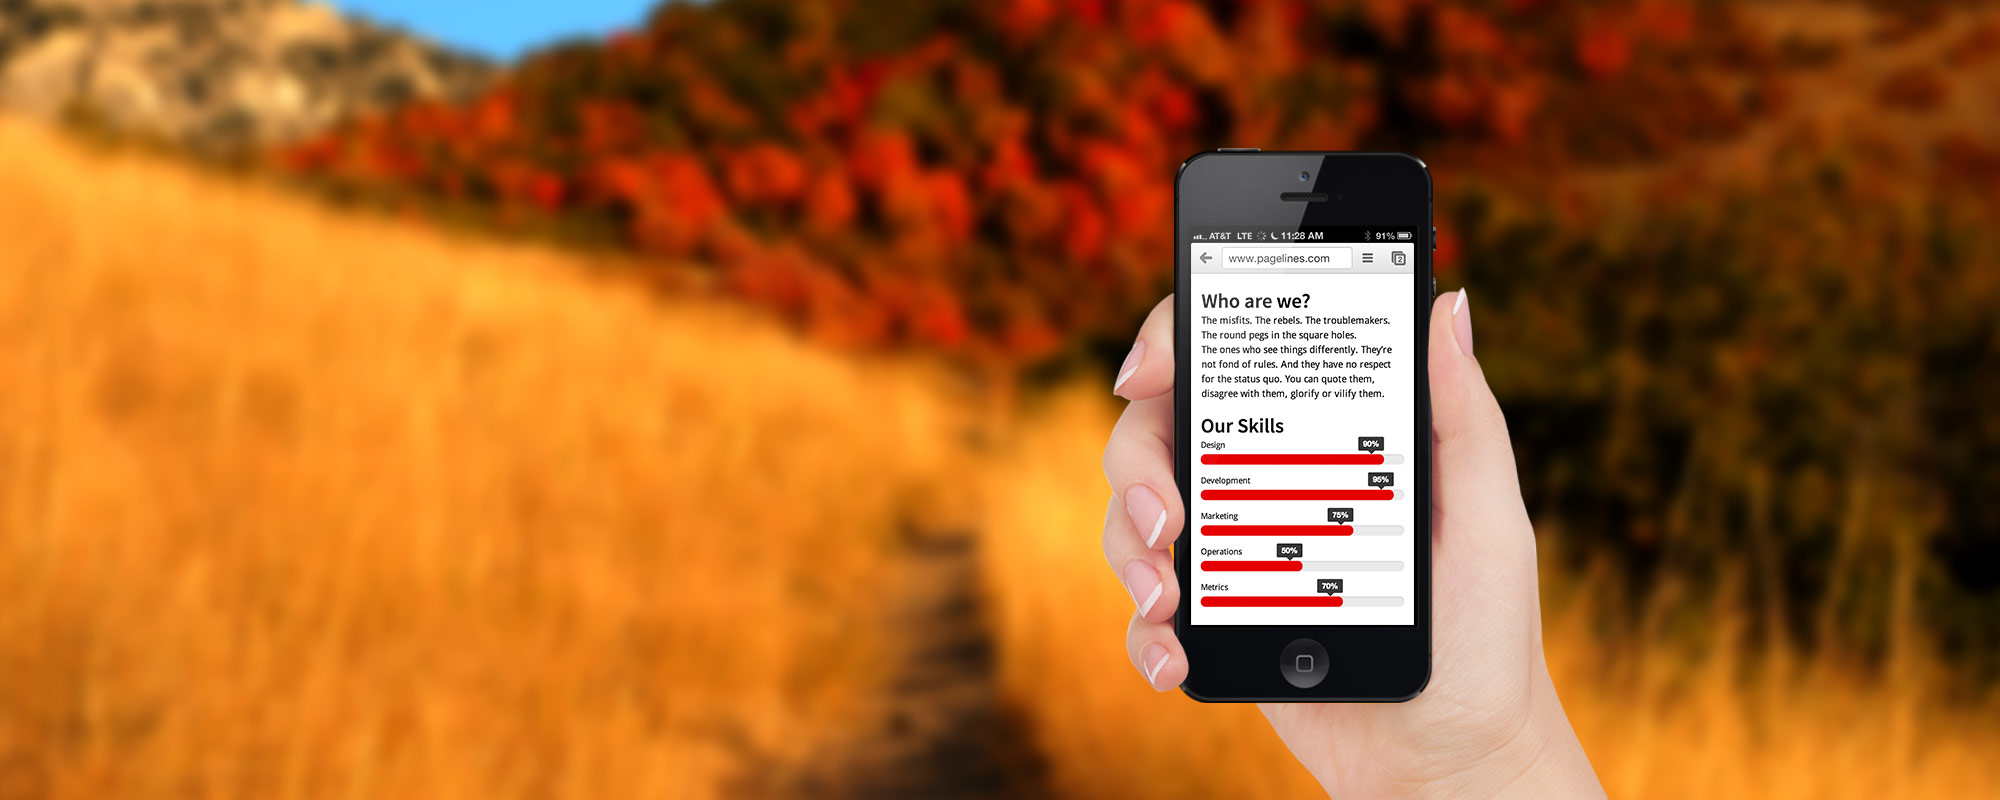 AT&T LTE 11:28 AM 91%
www.pagelines.com 2
Who are we?
The misfits. The rebels. The troublemakers.
The round pegs in the square holes.
The ones who see things differently. They're
not fond of rules. And they have no respect
for the status quo. You can quote them,
disagree with them, glorify or vilify them.
Our Skills
Design 90%
Development 95%
Marketing 75%
Operations 50%
Metrics 70%